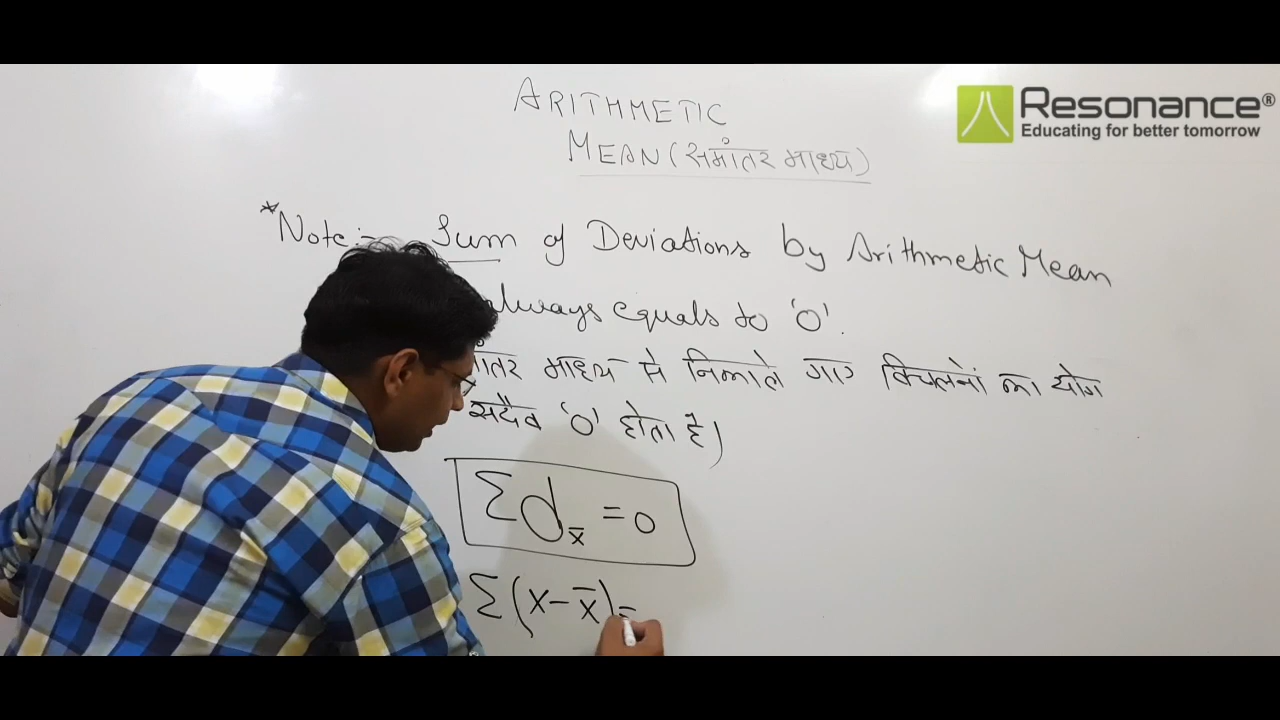 ARITHMETIC
MEAN (समांतर माध्य)
Resonance®
Educating for better tomorrow
*Note:- Sum of Deviations by Arithmetic Mean
always equals to '0'.
माध्य से निकाले गए विचलनों का योग
सदैव '0' होता है)
Σd x̄ = 0
Σ(x-x̄)=